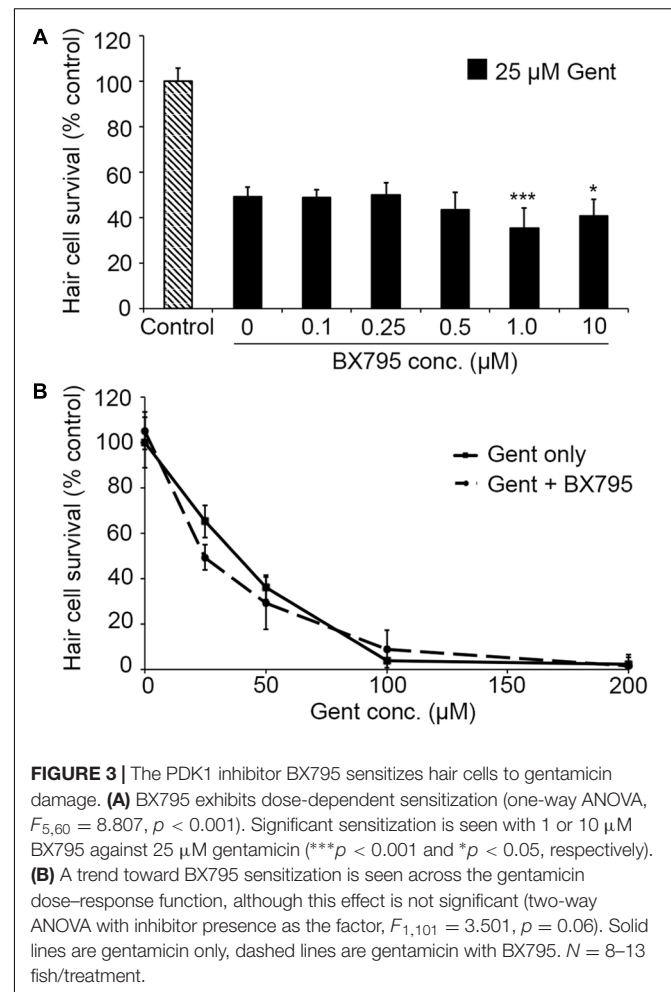 A
Hair cell survival (% control)
120
100
80
60
40
20
0
25 µM Gent
***
*
Control 0 0.1 0.25 0.5 1.0 10
BX795 conc. (µM)
B
Hair cell survival (% control)
120
100
80
60
40
20
0
Gent only
Gent + BX795
0 50 100 150 200
Gent conc. (µM)
FIGURE 3 | The PDK1 inhibitor BX795 sensitizes hair cells to gentamicin
damage. (A) BX795 exhibits dose-dependent sensitization (one-way ANOVA,
F5,60 = 8.807, p < 0.001). Significant sensitization is seen with 1 or 10 µM
BX795 against 25 µM gentamicin (***p < 0.001 and *p < 0.05, respectively).
(B) A trend toward BX795 sensitization is seen across the gentamicin
dose–response function, although this effect is not significant (two-way
ANOVA with inhibitor presence as the factor, F1,101 = 3.501, p = 0.06). Solid
lines are gentamicin only, dashed lines are gentamicin with BX795. N = 8–13
fish/treatment.